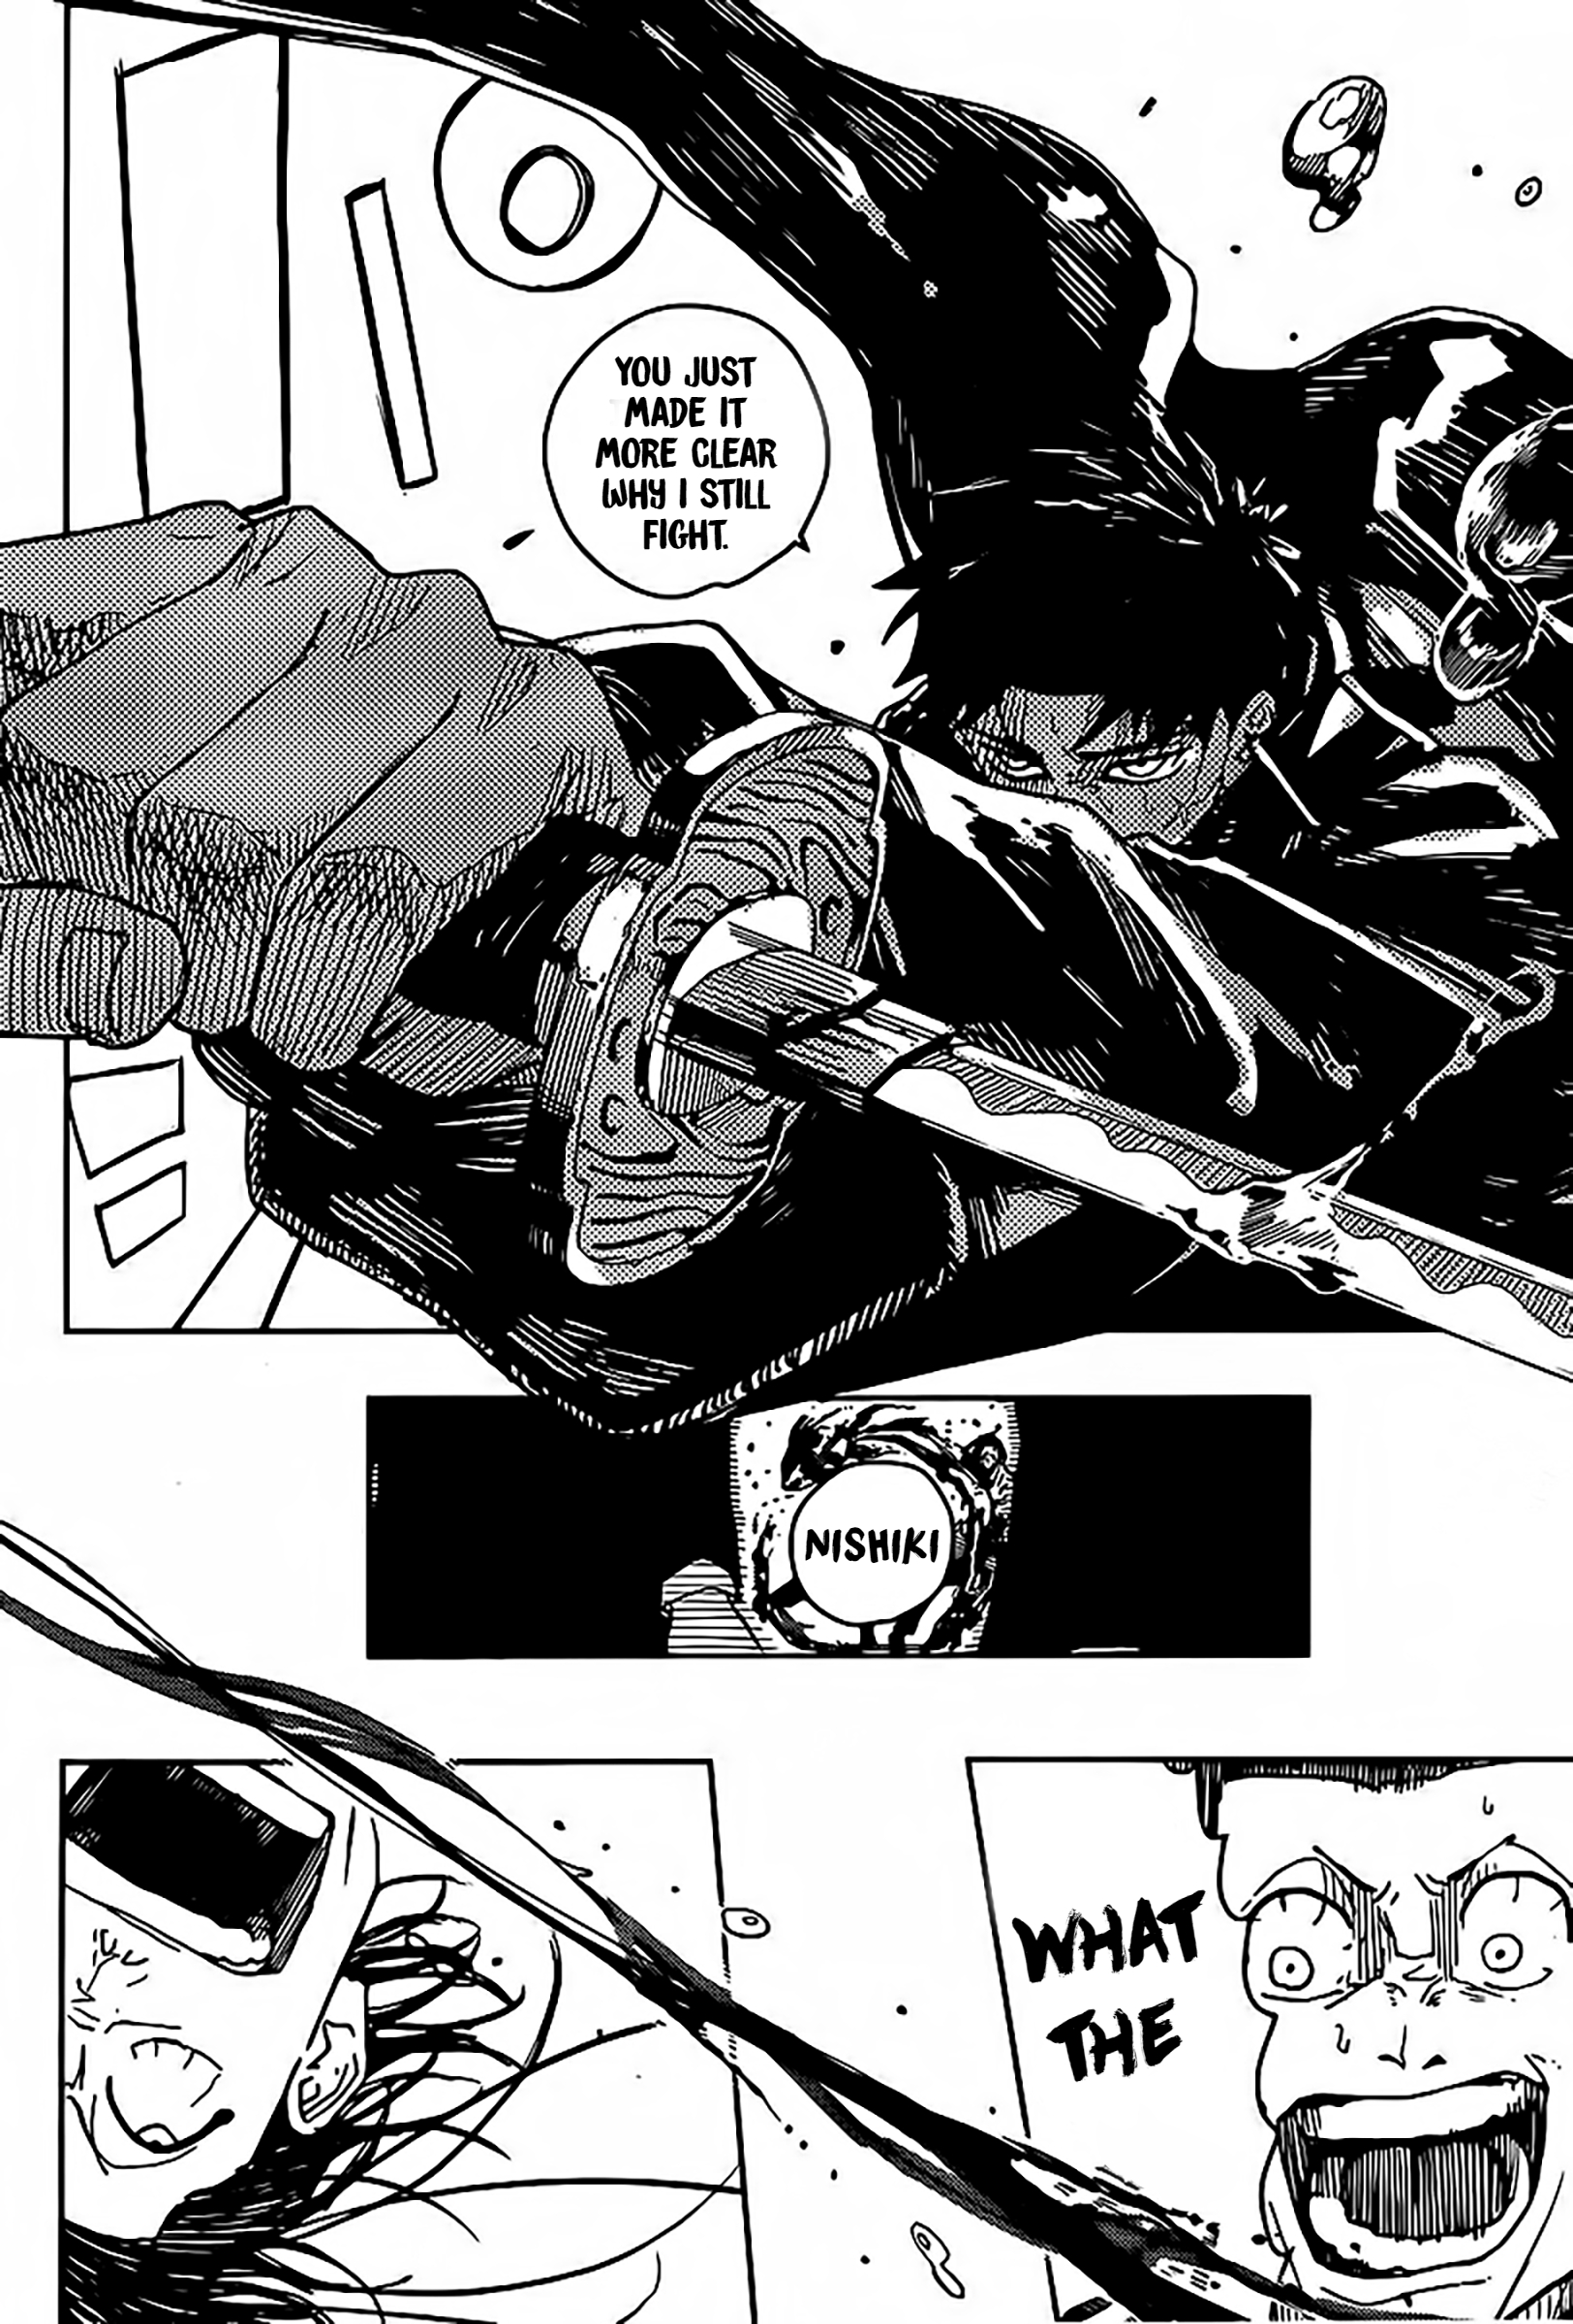 YOU JUST
MADE IT
MORE CLEAR
WHY I STILL
FIGHT.
NISHIKI
WHAT
THE